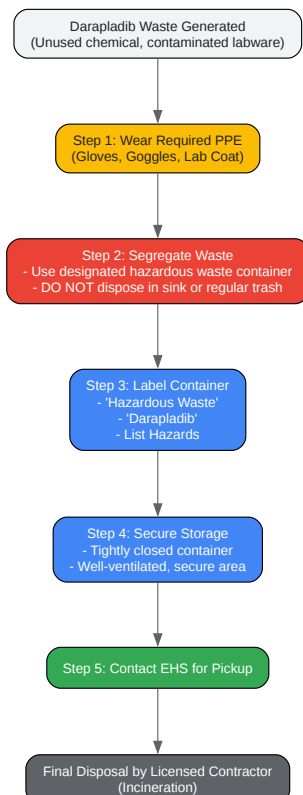 Darapladib Waste Generated
(Unused chemical, contaminated labware)
Step 1: Wear Required PPE
(Gloves, Goggles, Lab Coat)
Step 2: Segregate Waste
- Use designated hazardous waste container
- DO NOT dispose in sink or regular trash
Step 3: Label Container
- 'Hazardous Waste'
- 'Darapladib'
- List Hazards
Step 4: Secure Storage
- Tightly closed container
- Well-ventilated, secure area
Step 5: Contact EHS for Pickup
Final Disposal by Licensed Contractor
(Incineration)